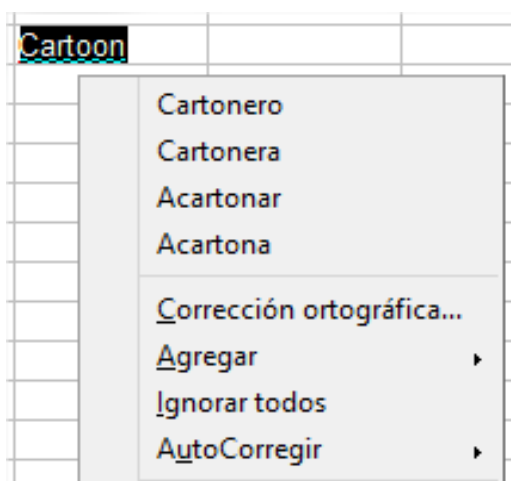 Cartoon
Cartonero
Cartonera
Acartonar
Acartona
Corrección ortográfica...
Agregar
Ignorar todos
AutoCorregir